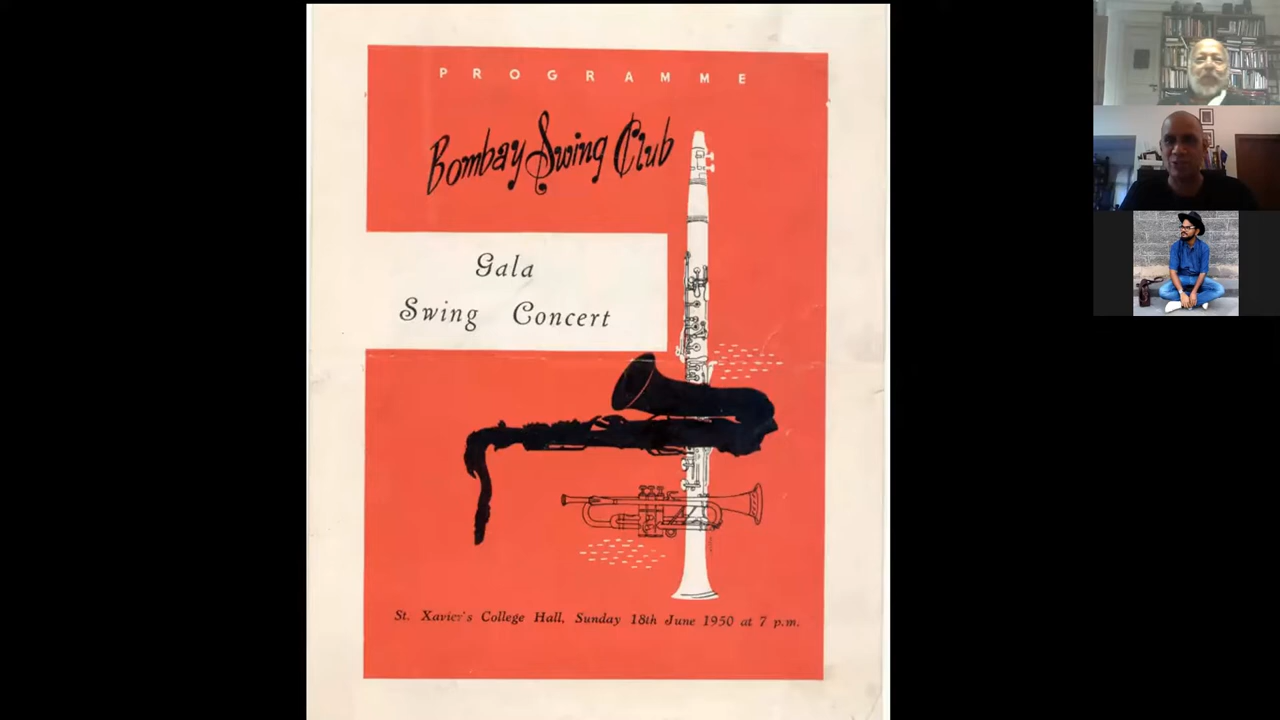 PROGRAMME
Bombay Swing Club
Gala
Swing Concert
St. Xavier's College Hall, Sunday 18th June 1950 at 7 p.m.